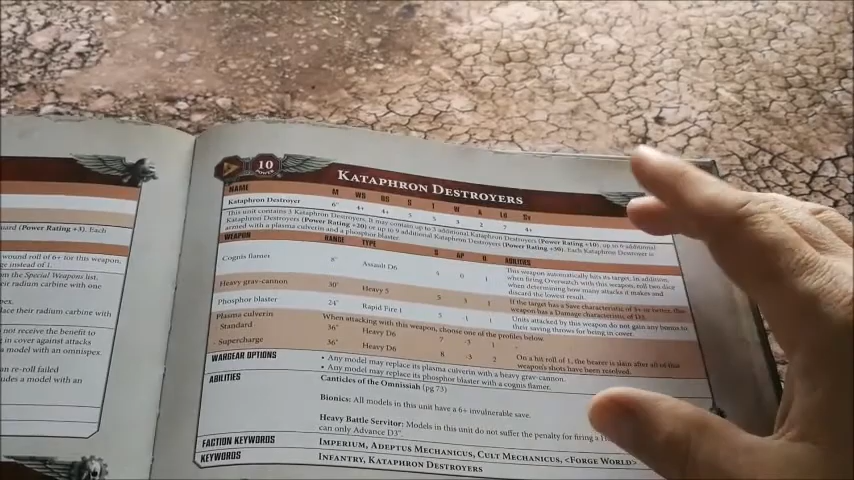 (Power Rating +3). Each
wound roll of 6+ for
ge instead of 1.
the Special Weapons list.
radium carbine with one
lace their radium carbine with
not receive the benefit
in cover against attacks
a model with an omnispex.
re-roll failed
includes a model with an
10
POWER
KATAPHRON DESTROYERS
NAME M WS BS S T W A Ld Sv
Kataphron Destroyer 6" 4+ 4+ 5 5 3 2 7 4+
This unit contains 3 Kataphron Destroyers. It may contain up to 3 additional Kataphron Destroyers (Power Rating +10), up to 6 additional
or up to 9 additional Kataphron Destroyers (Power Rating +30). Each Kataphron Destroyer is
armed with a plasma culverin and a phosphor blaster.
WEAPON RANGE TYPE S AP D ABILITIES
Cognis flamer 8" Assault D6 4 0 1 This weapon automatically hits its target. In addition,
when firing Overwatch with this weapon, roll two dice
when determining how many attacks it makes and
discard the lowest result.
Heavy grav-cannon 30" Heavy 5 5 -3 1 If the target has a Save characteristic of 3+ or better,
weapon has a Damage characteristic of D3.
Phosphor blaster 24" Rapid Fire 1 5 -1 1 Units attacked by this weapon do not gain any bonus to
their saving throws for being in cover.
Plasma culverin When attacking with this weapon, choose one of the profiles below.
- Standard 36" Heavy D6 7 -3 1
- Supercharge 36" Heavy D6 8 -3 2 On a hit roll of 1, the bearer is slain after all of this
weapon's shots have been resolved.
WARGEAR OPTIONS • Any model may replace its plasma culverin with a heavy grav-cannon.
• Any model may replace its phosphor blaster with a cognis flamer.
ABILITIES Canticles of the Omnissiah (pg 73)
Bionics: All models in this unit have a 6+ invulnerable save.
Heavy Battle Servitor: Models in this unit do not suffer the penalty for
can only Advance D3".
FACTION KEYWORDS IMPERIUM, ADEPTUS MECHANICUS, CULT MECHANICUS, <FORGE WORLD>
KEYWORDS INFANTRY, KATAPHRON DESTROYERS